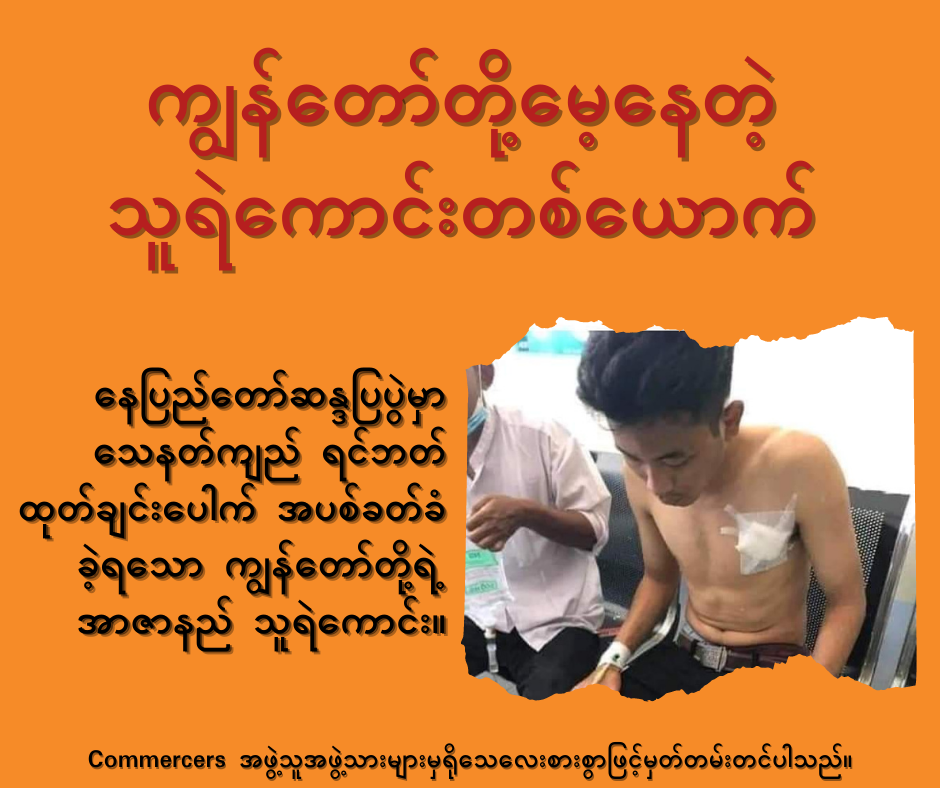 ကျွန်တော်တို့မေ့နေတဲ့
သူရဲကောင်းတစ်ယောက်
နေပြည်တော်ဆန္ဒပြပွဲမှာ
သေနတ်ကျည် ရင်ဘတ်
ထုတ်ချင်းပေါက် အပစ်ခတ်ခံ
ခဲ့ရသော ကျွန်တော်တို့ရဲ့
အာဇာနည် သူရဲကောင်း။
Commercers အဖွဲ့သူအဖွဲ့သားများမှရိုသေလေးစားစွာဖြင့်မှတ်တမ်းတင်ပါသည်။